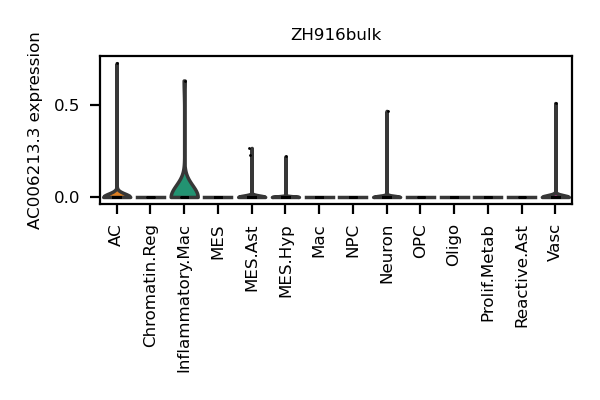 ZH916bulk
AC006213.3 expression
0.5
0.0
AC
Chromatin.Reg
Inflammatory.Mac
MES
MES.Ast
MES.Hyp
Mac
NPC
Neuron
OPC
Oligo
Prolif.Metab
Reactive.Ast
Vasc